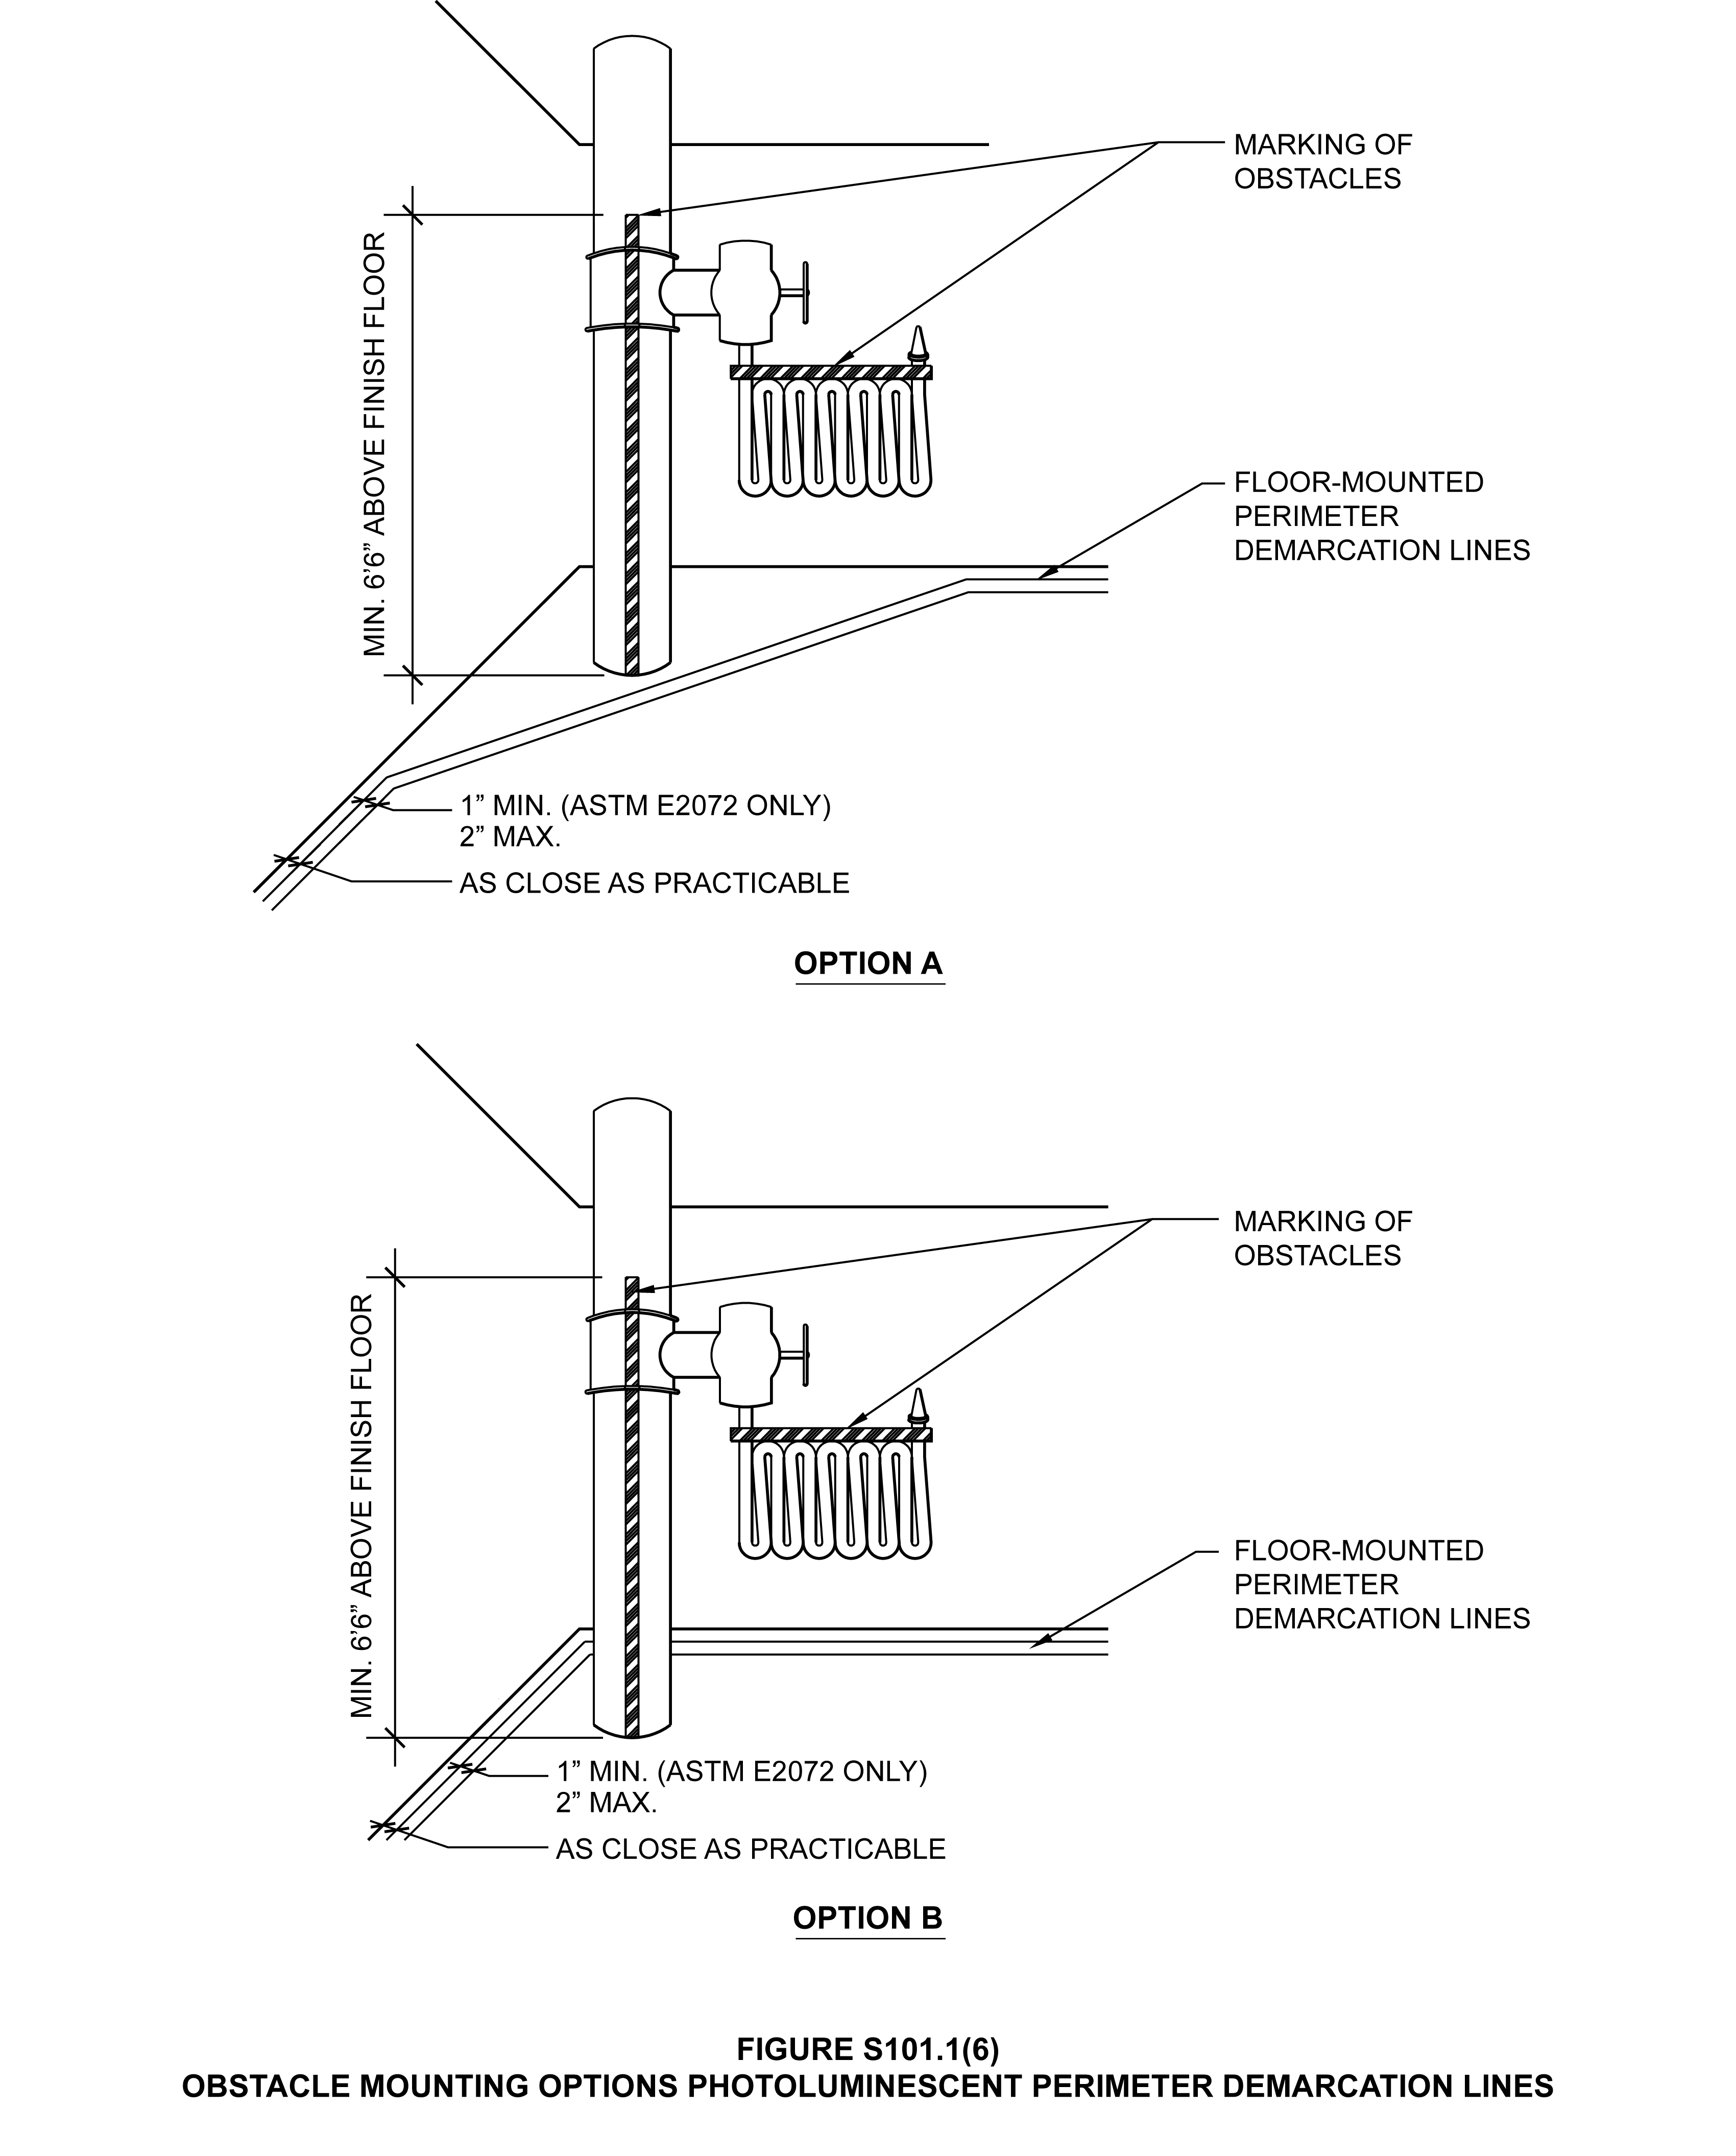 MARKING OF
OBSTACLES
MIN. 6’6” ABOVE FINISH FLOOR
FLOOR-MOUNTED
PERIMETER
DEMARCATION LINES
1” MIN. (ASTM E2072 ONLY)
2” MAX.
AS CLOSE AS PRACTICABLE
OPTION A
MARKING OF
OBSTACLES
MIN. 6’6” ABOVE FINISH FLOOR
FLOOR-MOUNTED
PERIMETER
DEMARCATION LINES
1” MIN. (ASTM E2072 ONLY)
2” MAX.
AS CLOSE AS PRACTICABLE
OPTION B
FIGURE S101.1(6)
OBSTACLE MOUNTING OPTIONS PHOTOLUMINESCENT PERIMETER DEMARCATION LINES